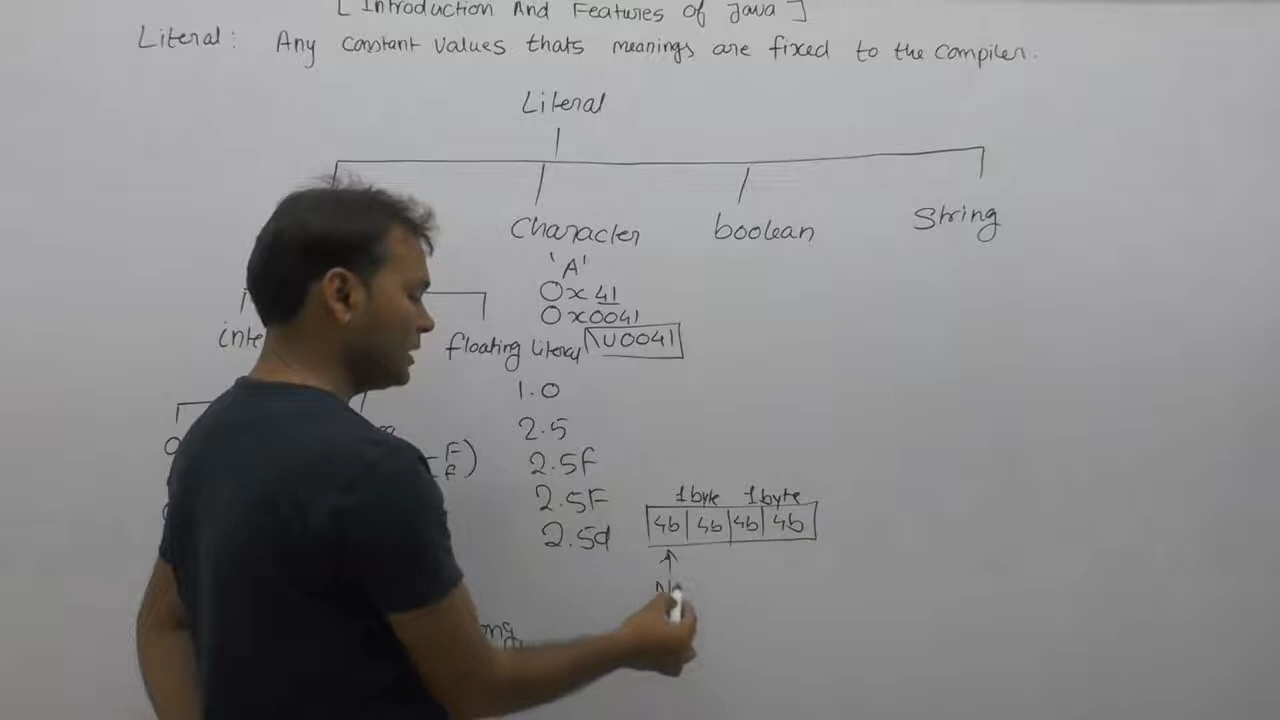 [ Introduction And Features of Java ]
Literal: Any constant values thats meanings are fixed to the compiler.
Literal
Character boolean String
'A'
0x41
0x0041
floating literal \U0041
1.0
2.5
2.5f
2.5F
2.5d
1byte 1byte
4b 4b 4b 4b